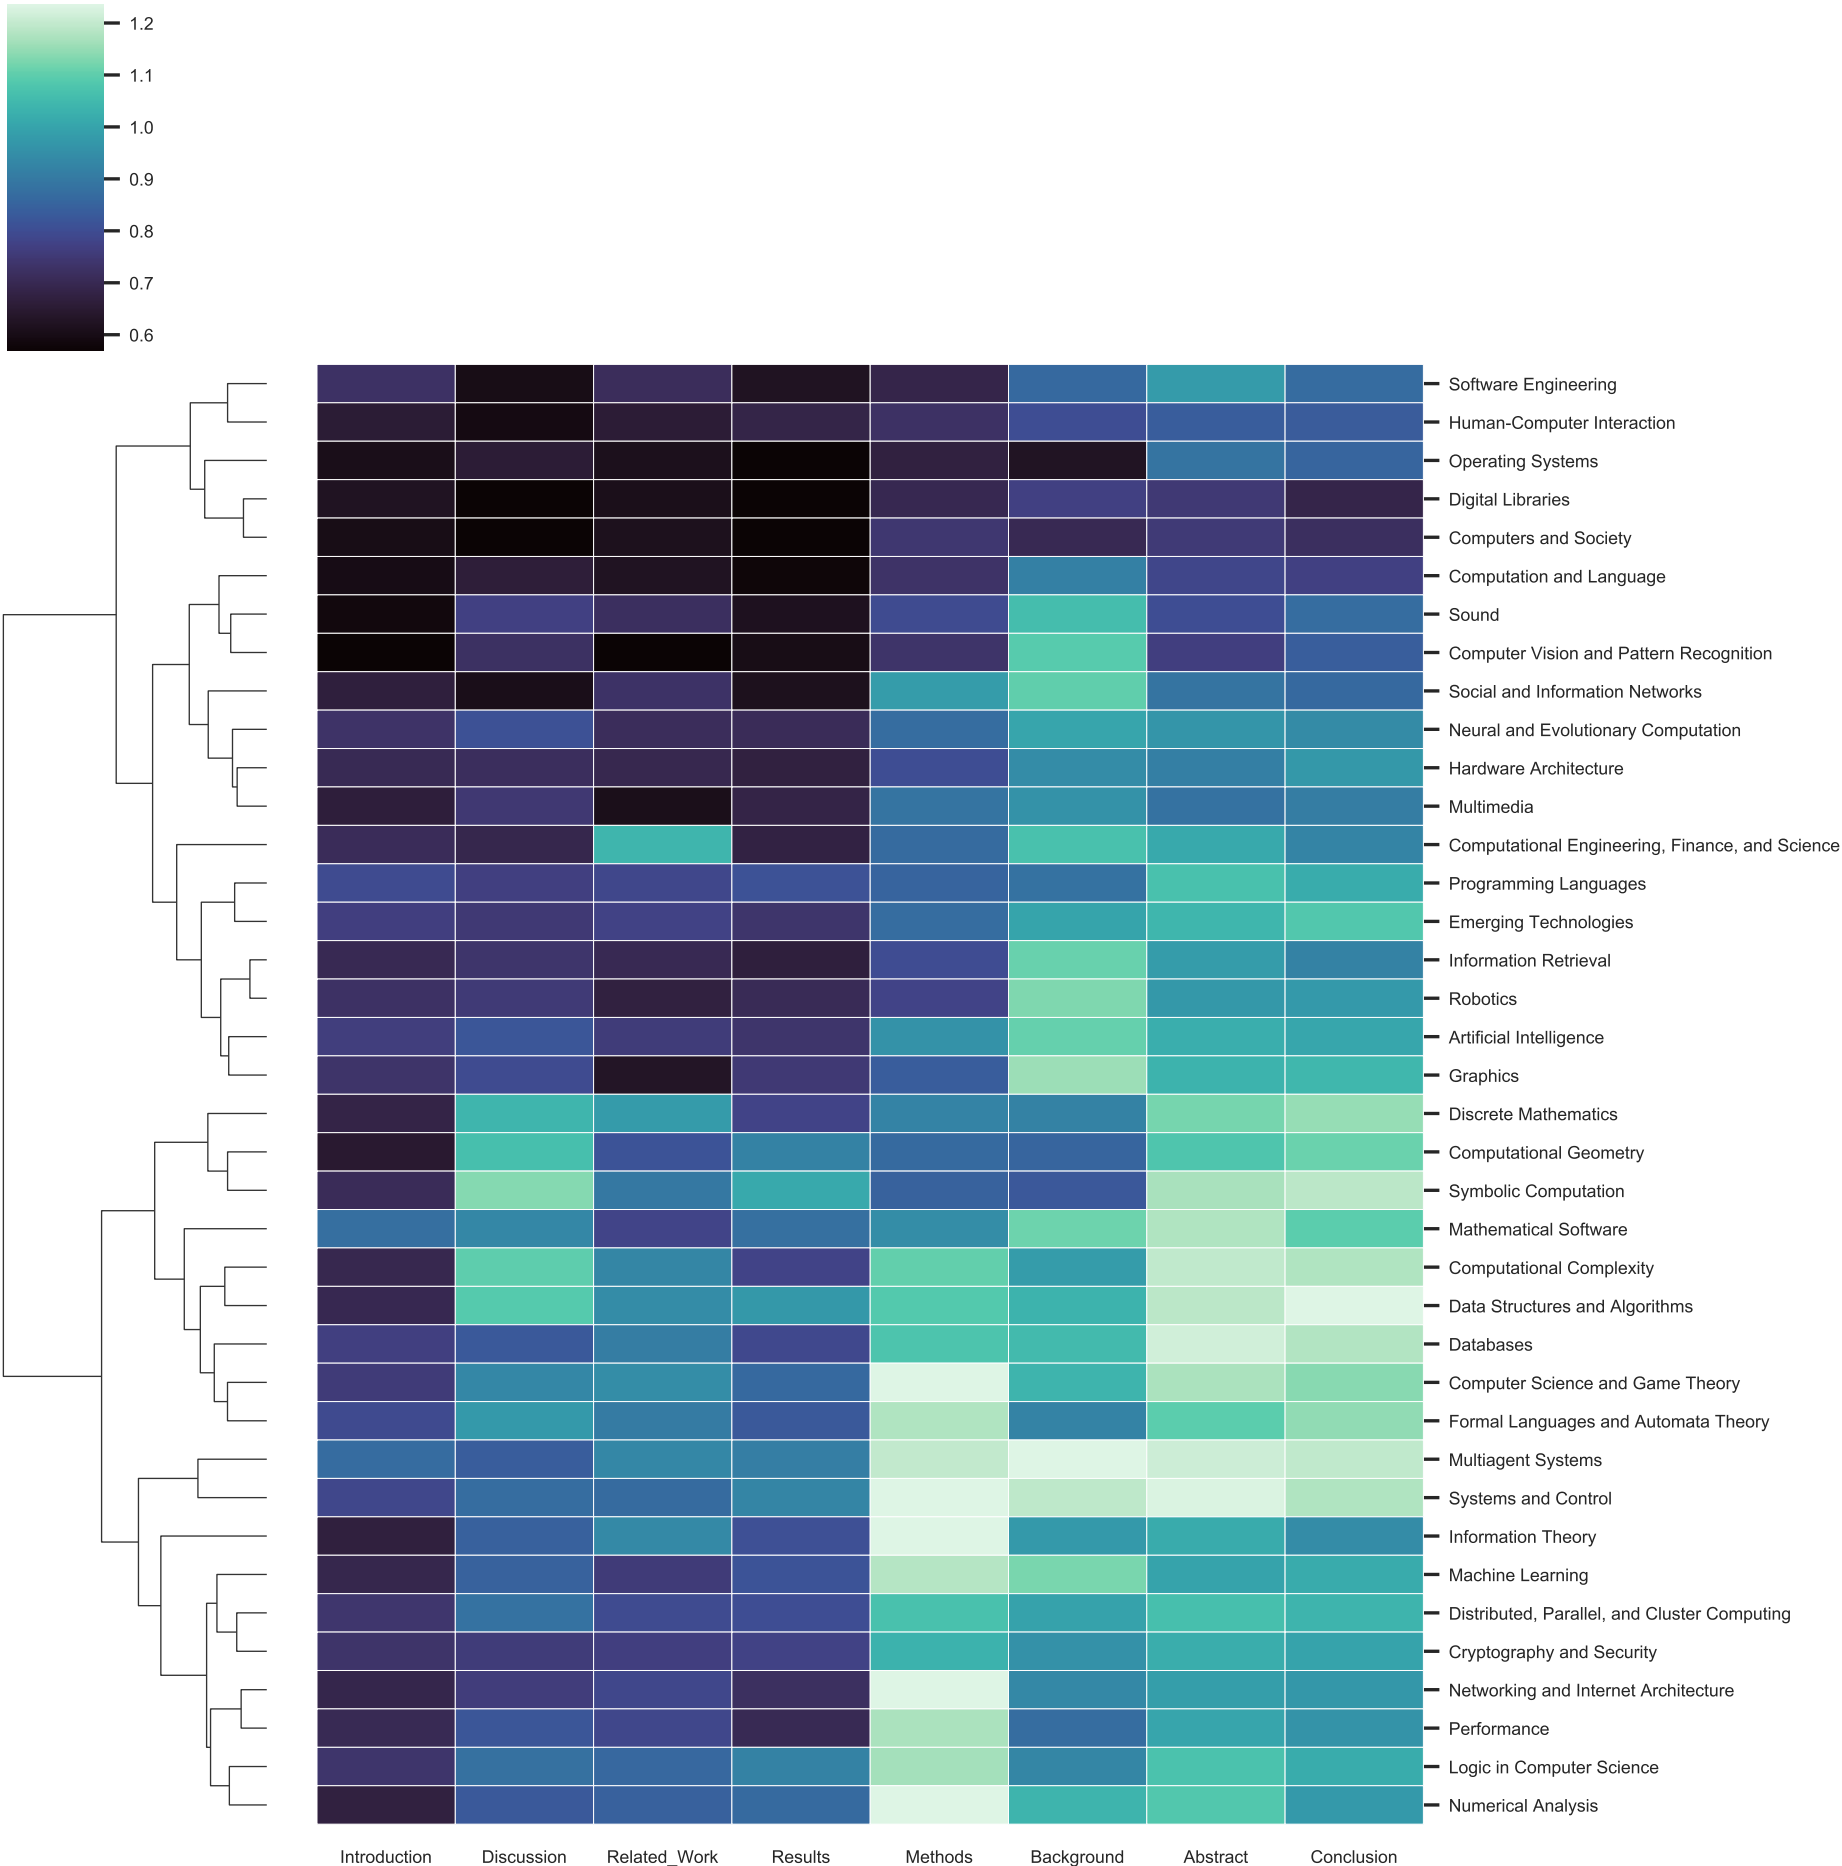 1.2
1.1
1.0
0.9
0.8
0.7
0.6
Software Engineering
Human-Computer Interaction
Operating Systems
Digital Libraries
Computers and Society
Computation and Language
Sound
Computer Vision and Pattern Recognition
Social and Information Networks
Neural and Evolutionary Computation
Hardware Architecture
Multimedia
Computational Engineering, Finance, and Science
Programming Languages
Emerging Technologies
Information Retrieval
Robotics
Artificial Intelligence
Graphics
Discrete Mathematics
Computational Geometry
Symbolic Computation
Mathematical Software
Computational Complexity
Data Structures and Algorithms
Databases
Computer Science and Game Theory
Formal Languages and Automata Theory
Multiagent Systems
Systems and Control
Information Theory
Machine Learning
Distributed, Parallel, and Cluster Computing
Cryptography and Security
Networking and Internet Architecture
Performance
Logic in Computer Science
Numerical Analysis
Introduction Discussion Related_Work Results Methods Background Abstract Conclusion